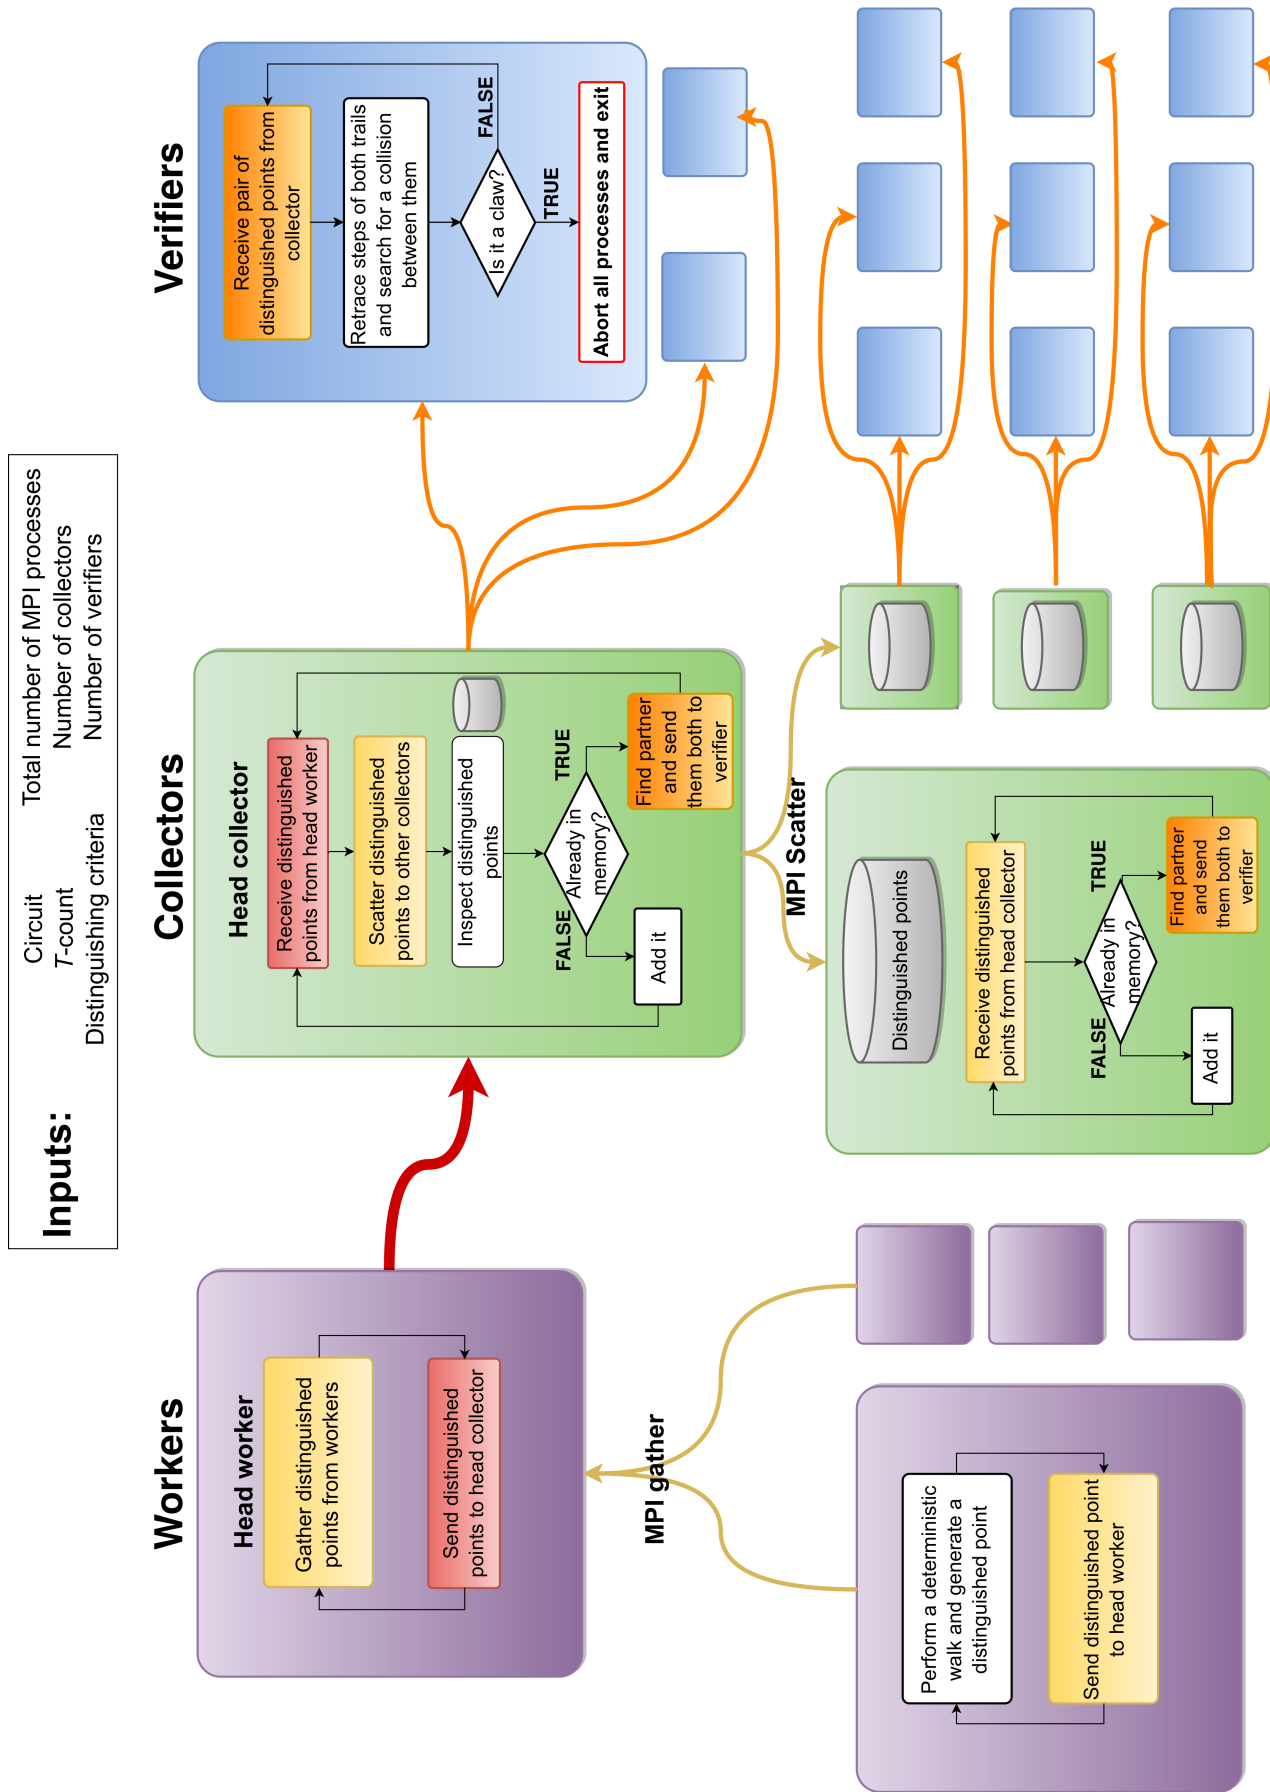 Inputs:
Circuit
T-count
Distinguishing criteria
Total number of MPI processes
Number of collectors
Number of verifiers
Workers
Head worker
Gather distinguished
points from workers
Send distinguished
points to head collector
MPI gather
Perform a deterministic
walk and generate a
distinguished point
Send distinguished point
to head worker
Collectors
Head collector
Receive distinguished
points from head worker
Scatter distinguished
points to other collectors
Inspect distinguished
points
Already in
memory?
FALSE
TRUE
Add it
Find partner
and send
them both to
verifier
MPI Scatter
Distinguished points
Receive distinguished
points from head collector
Already in
memory?
FALSE
TRUE
Add it
Find partner
and send
them both to
verifier
Verifiers
Receive pair of
distinguished points from
collector
Retrace steps of both trails
and search for a collision
between them
Is it a claw?
FALSE
TRUE
Abort all processes and exit